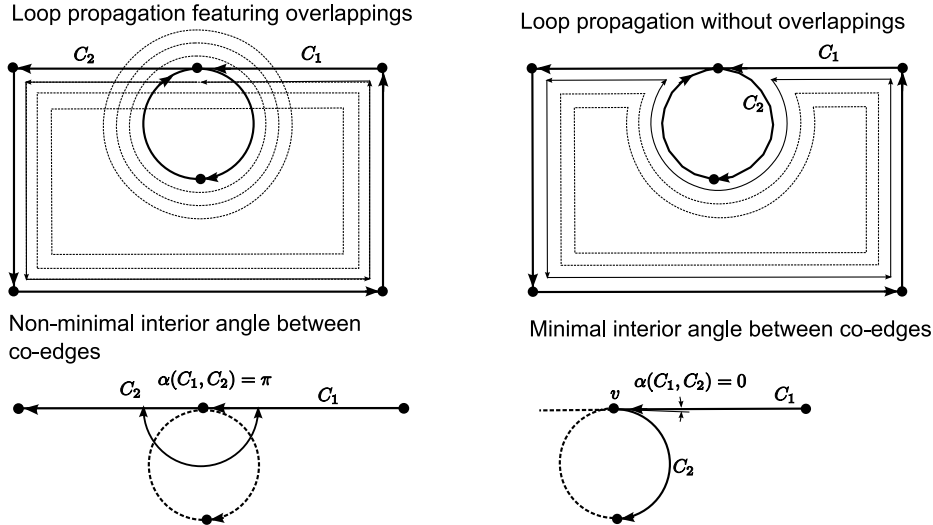 Loop propagation featuring overlappings
Loop propagation without overlappings
C₂
C₁
C₁
C₂
Non-minimal interior angle between
co-edges
Minimal interior angle between co-edges
C₂
α(C₁, C₂) = π
C₁
v
α(C₁, C₂) = 0
C₁
C₂